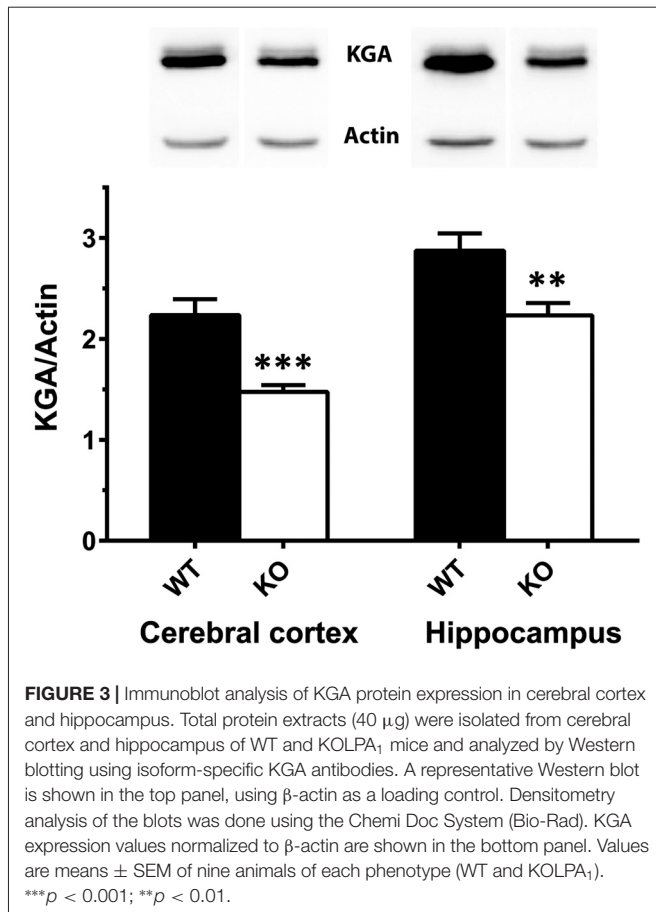 KGA
Actin
KGA/Actin
3
2
1
0
***
**
WT KO WT KO
Cerebral cortex Hippocampus
FIGURE 3 | Immunoblot analysis of KGA protein expression in cerebral cortex
and hippocampus. Total protein extracts (40 μg) were isolated from cerebral
cortex and hippocampus of WT and KOLPA₁ mice and analyzed by Western
blotting using isoform-specific KGA antibodies. A representative Western blot
is shown in the top panel, using β-actin as a loading control. Densitometry
analysis of the blots was done using the Chemi Doc System (Bio-Rad). KGA
expression values normalized to β-actin are shown in the bottom panel. Values
are means ± SEM of nine animals of each phenotype (WT and KOLPA₁).
***p < 0.001; **p < 0.01.